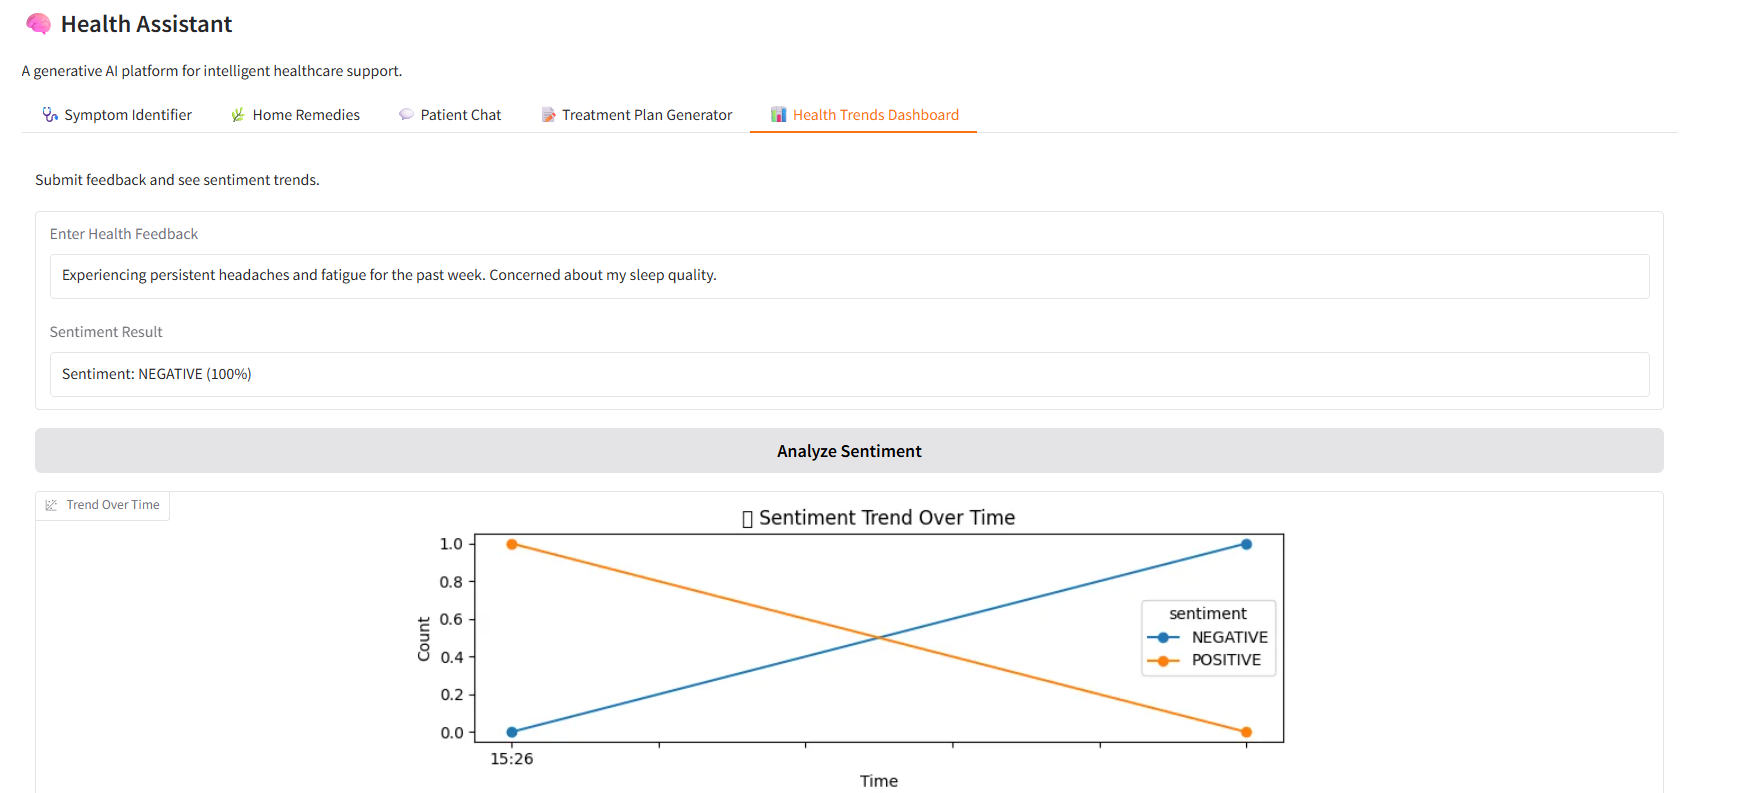 Health Assistant
A generative AI platform for intelligent healthcare support.
Symptom Identifier Home Remedies Patient Chat Treatment Plan Generator Health Trends Dashboard
Submit feedback and see sentiment trends.
Enter Health Feedback
Experiencing persistent headaches and fatigue for the past week. Concerned about my sleep quality.
Sentiment Result
Sentiment: NEGATIVE (100%)
Analyze Sentiment
Trend Over Time
Sentiment Trend Over Time
1.0
0.8
0.6
0.4
0.2
0.0
Count
sentiment
NEGATIVE
POSITIVE
15:26
Time